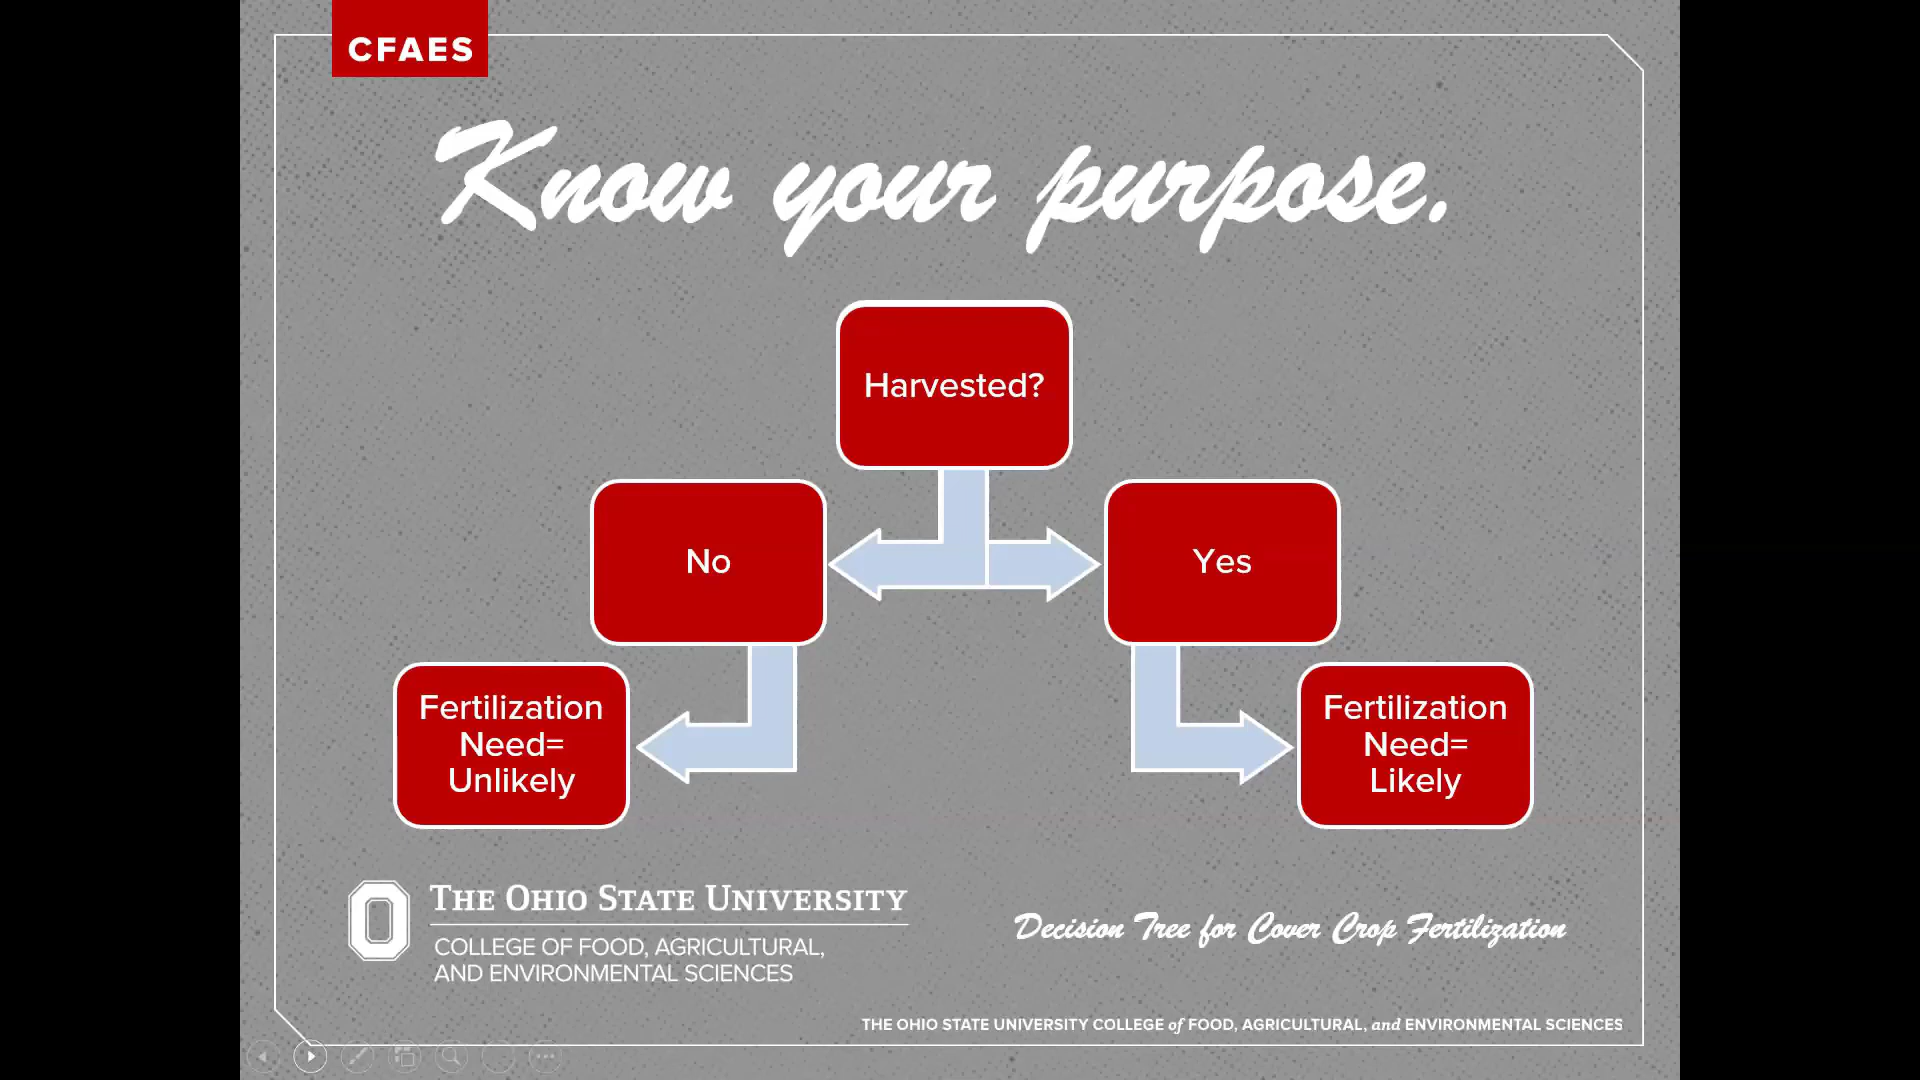 CFAES
Know your purpose.
Harvested?
No
Yes
Fertilization
Need=
Unlikely
Fertilization
Need=
Likely
THE OHIO STATE UNIVERSITY
COLLEGE OF FOOD, AGRICULTURAL,
AND ENVIRONMENTAL SCIENCES
Decision Tree for Cover Crop Fertilization
THE OHIO STATE UNIVERSITY COLLEGE of FOOD, AGRICULTURAL, and ENVIRONMENTAL SCIENCES